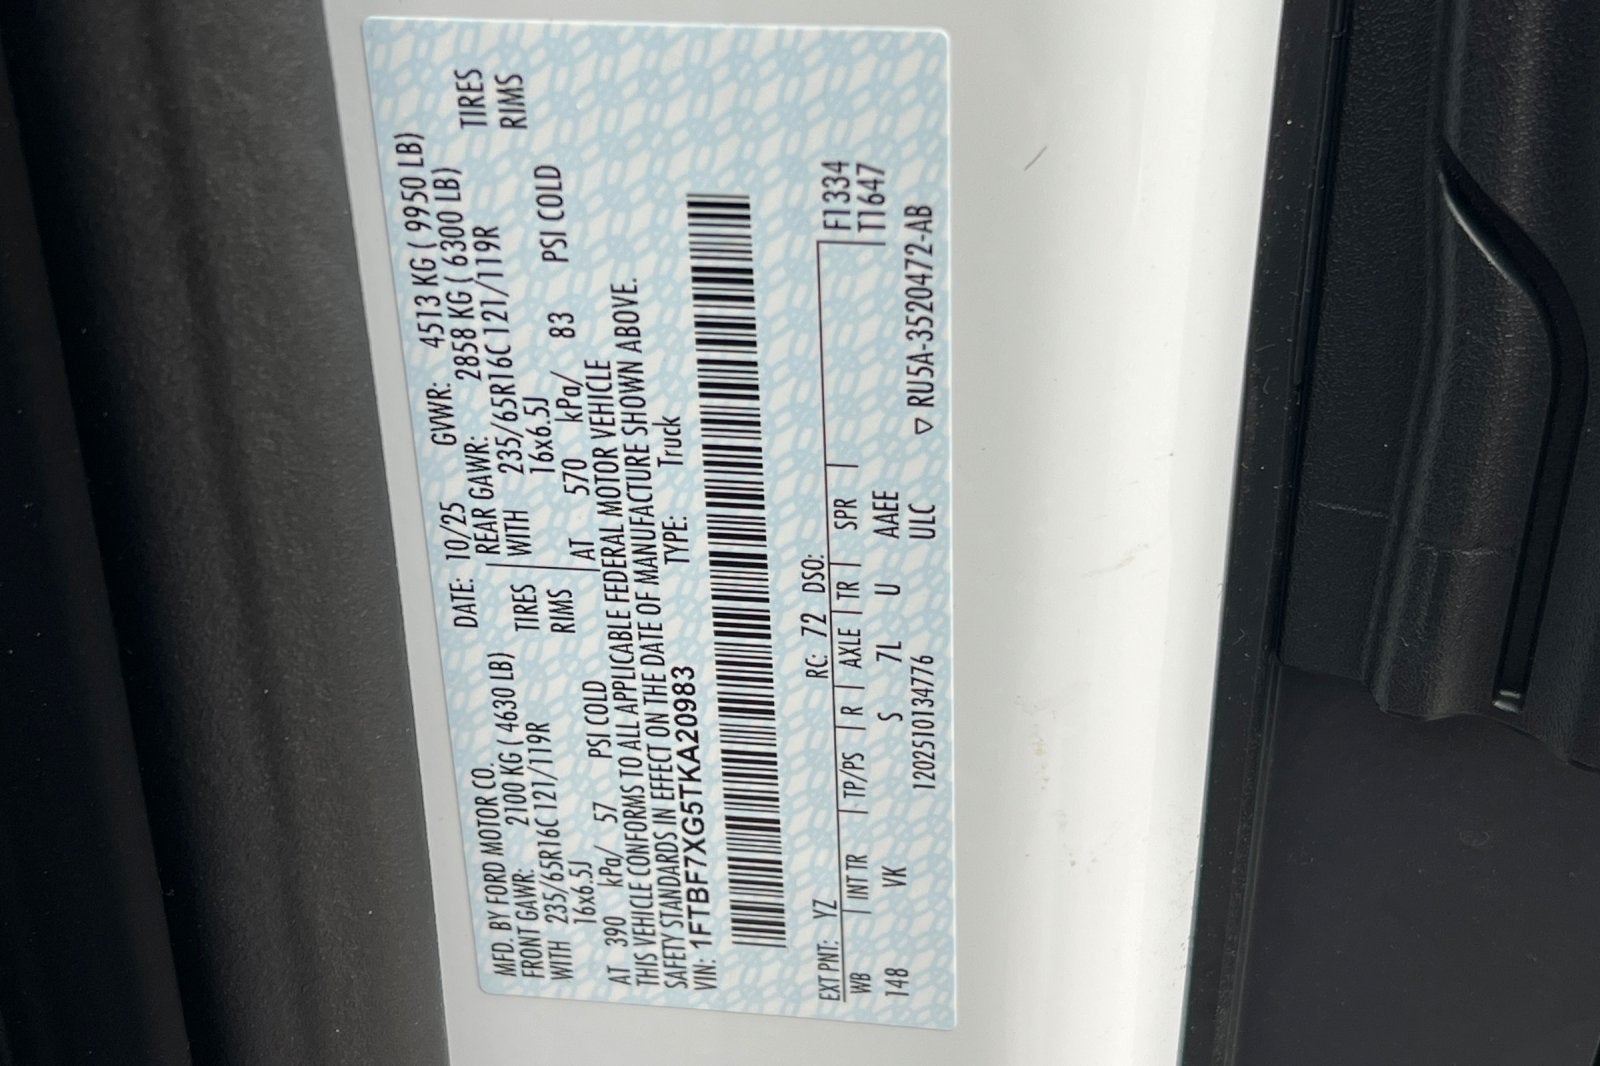 MFD. BY FORD MOTOR CO. DATE: 10/25 GVWR: 4513 KG ( 9950 LB)
FRONT GAWR: 2100 KG ( 4630 LB) REAR GAWR: 2858 KG ( 6300 LB)
WITH 235/65R16C 121/119R TIRES WITH 235/65R16C 121/119R TIRES
16x6.5J RIMS 16x6.5J RIMS
AT 390 kPa/ 57 PSI COLD AT 570 kPa/ 83 PSI COLD
THIS VEHICLE CONFORMS TO ALL APPLICABLE FEDERAL MOTOR VEHICLE
SAFETY STANDARDS IN EFFECT ON THE DATE OF MANUFACTURE SHOWN ABOVE.
VIN: 1FTBF7XG5TKA20983 TYPE: Truck
EXT PNT: YZ RC: 72 DSO:
WB INT TR TP/PS R AXLE TR SPR F1334
148 VK S 7L U AAEE T1647
1202510134776 ULC ▽ RU5A-3520472-AB